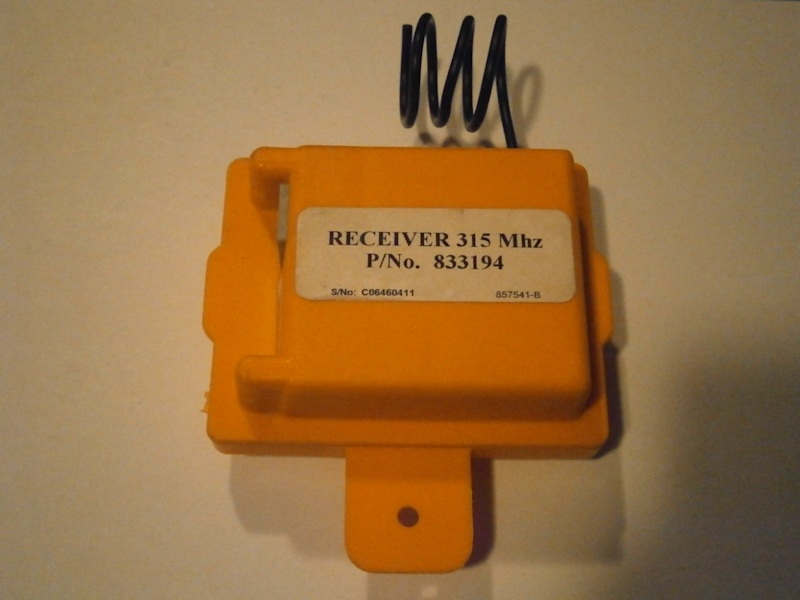 RECEIVER 315 Mhz
P/No. 833194
S/No: C06460411 857541-B